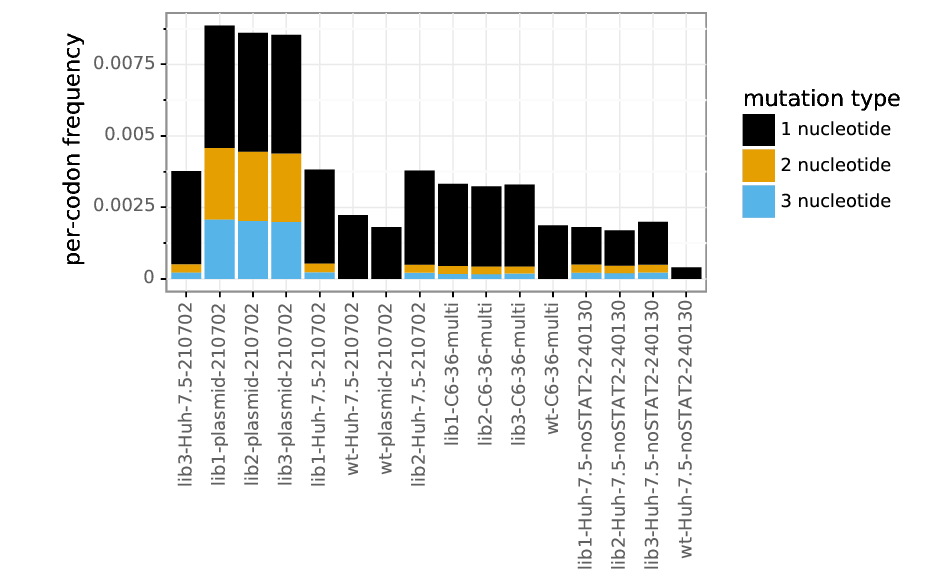 per-codon frequency
0.0075
0.005
0.0025
0
mutation type
1 nucleotide
2 nucleotide
3 nucleotide
lib3-Huh-7.5-210702
lib1-plasmid-210702
lib2-plasmid-210702
lib3-plasmid-210702
lib1-Huh-7.5-210702
wt-Huh-7.5-210702
wt-plasmid-210702
lib2-Huh-7.5-210702
lib1-C6-36-multi
lib2-C6-36-multi
lib3-C6-36-multi
wt-C6-36-multi
lib1-Huh-7.5-noSTAT2-240130
lib2-Huh-7.5-noSTAT2-240130
lib3-Huh-7.5-noSTAT2-240130
wt-Huh-7.5-noSTAT2-240130